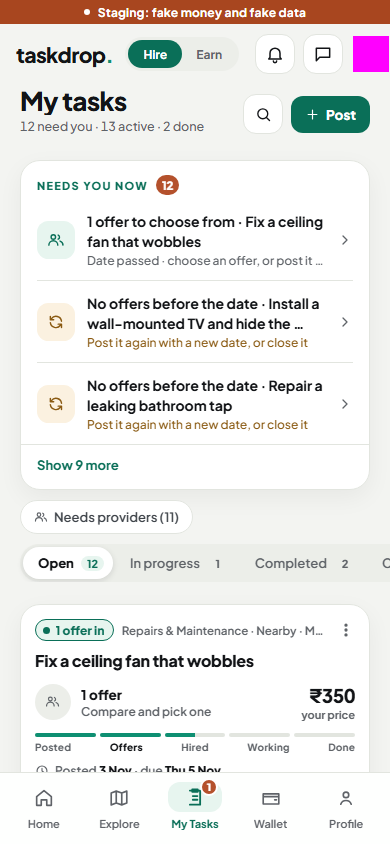 Staging: fake money and fake data
taskdrop.
Hire
Earn
My tasks
12 need you · 13 active · 2 done
Post
NEEDS YOU NOW 12
1 offer to choose from · Fix a ceiling
fan that wobbles
Date passed · choose an offer, or post it ...
No offers before the date · Install a
wall-mounted TV and hide the ...
Post it again with a new date, or close it
No offers before the date · Repair a
leaking bathroom tap
Post it again with a new date, or close it
Show 9 more
Needs providers (11)
Open 12 In progress 1 Completed 2
1 offer in Repairs & Maintenance · Nearby · M...
Fix a ceiling fan that wobbles
1 offer ₹350
Compare and pick one your price
Posted Offers Hired Working Done
Posted 3 Nov · due Thu 5 Nov
1
Home Explore My Tasks Wallet Profile